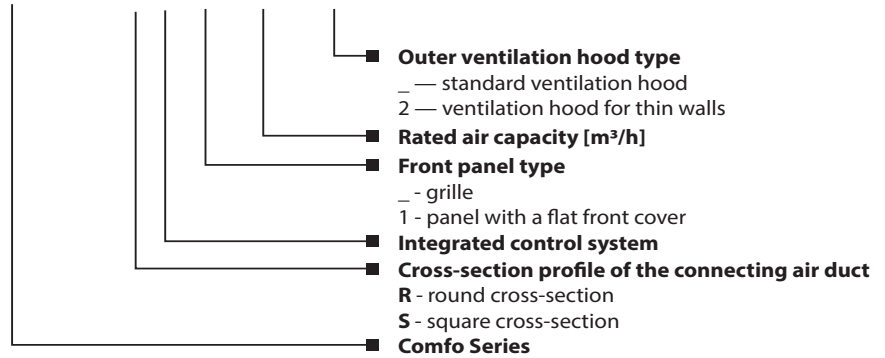 Outer ventilation hood type
_ — standard ventilation hood
2 — ventilation hood for thin walls
Rated air capacity [m³/h]
Front panel type
_ - grille
1 - panel with a flat front cover
Integrated control system
Cross-section profile of the connecting air duct
R - round cross-section
S - square cross-section
Comfo Series